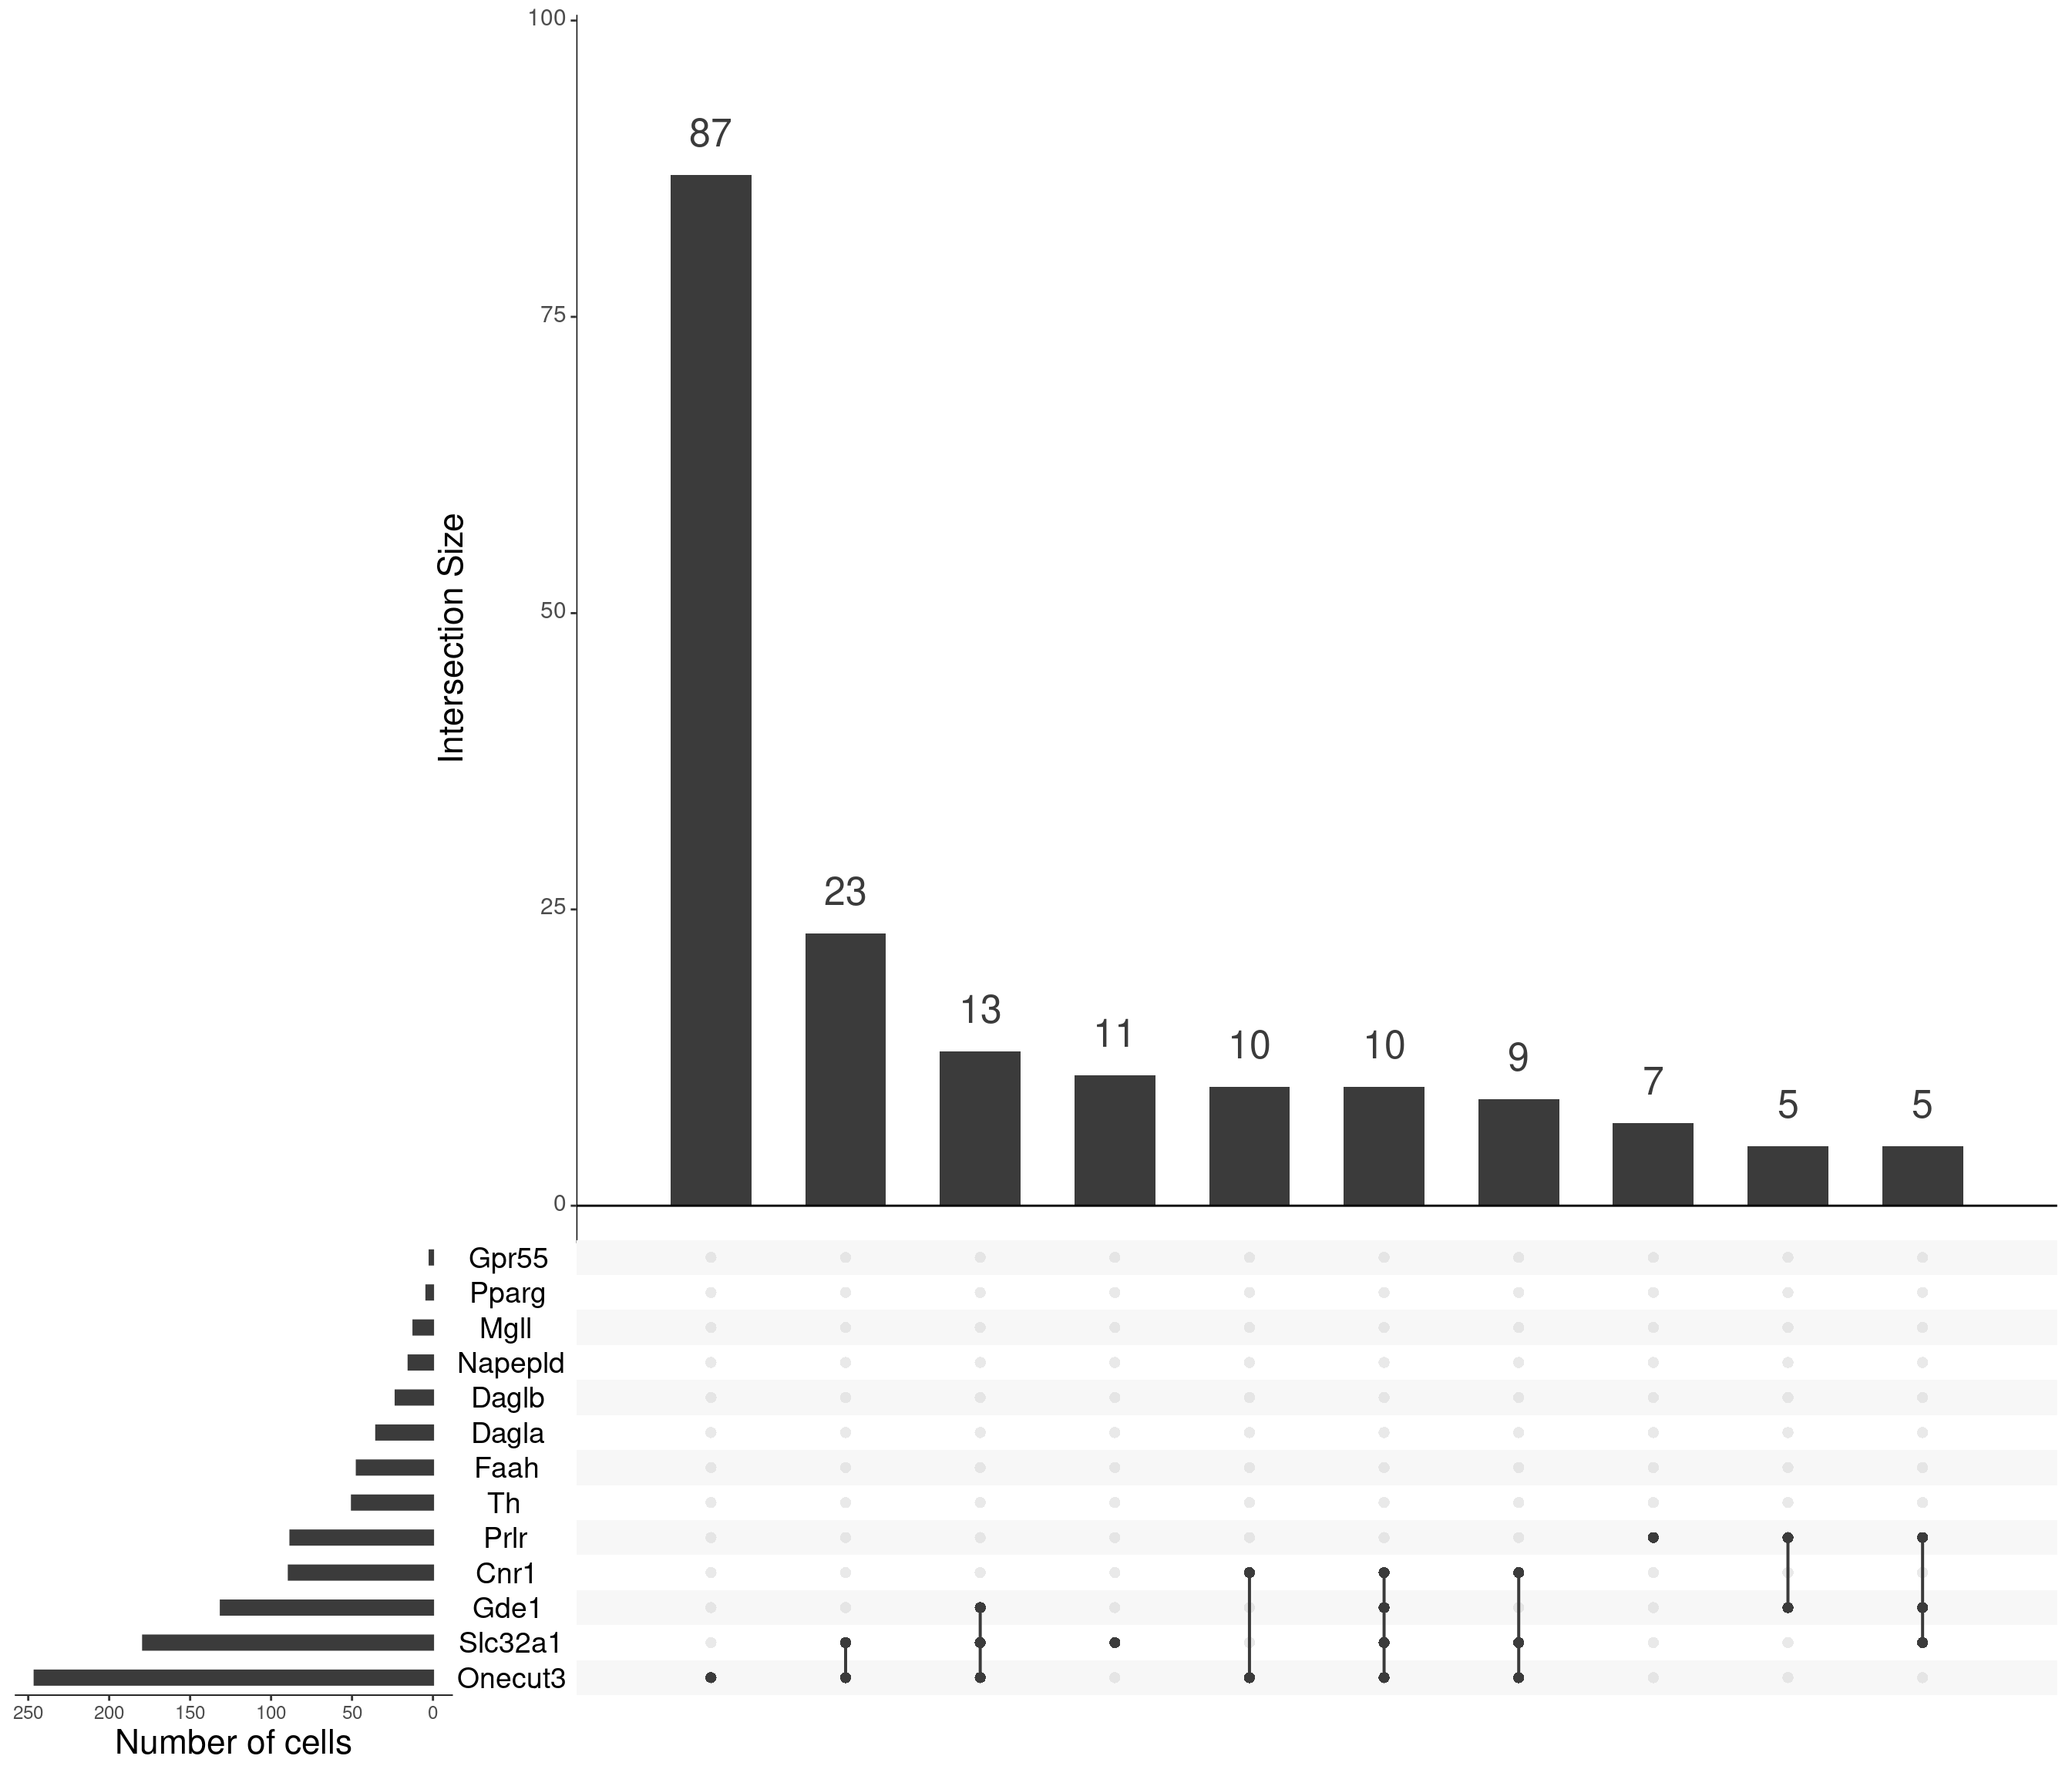 100
87
75
Intersection Size
50
25
23
13
11
10
10
9
7
5
5
0
Gpr55
Pparg
Mgll
Napepld
Daglb
Dagla
Faah
Th
Prlr
Cnr1
Gde1
Slc32a1
Onecut3
250 200 150 100 50 0
Number of cells